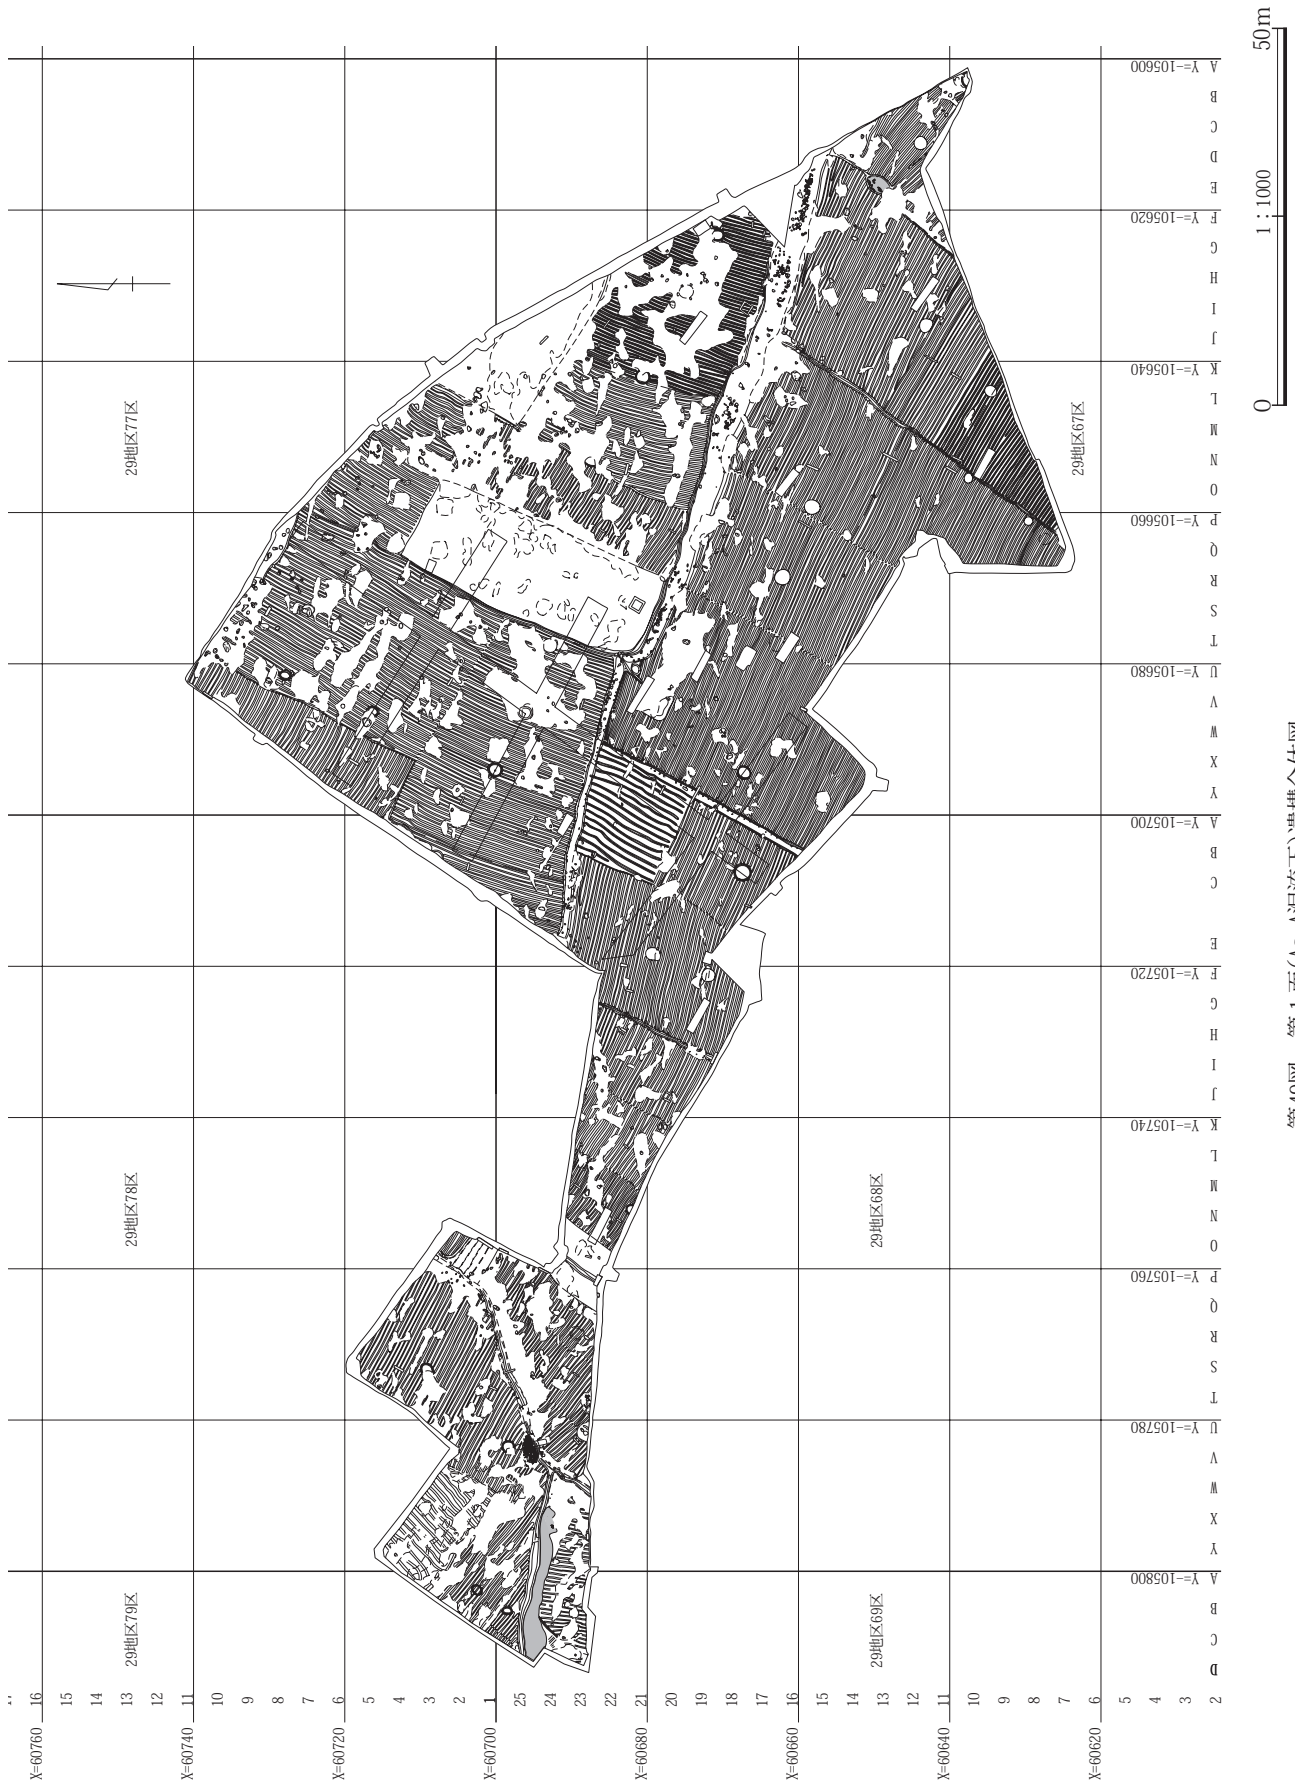 50m
1:1000
0
29地区77区
29地区67区
29地区78区
29地区68区
29地区79区
29地区69区
A Y=-105600
B
C
D
E
F Y=-105620
G
H
I
J
K Y=-105640
L
M
N
O
P Y=-105660
Q
R
S
T
U Y=-105680
V
W
X
Y
A Y=-105700
B
C
E
F Y=-105720
G
H
I
J
K Y=-105740
L
M
N
O
P Y=-105760
Q
R
S
T
U Y=-105780
V
W
X
Y
A Y=-105800
B
C
D
16
15
14
13
12
11
10
9
8
7
6
5
4
3
2
1
25
24
23
22
21
20
19
18
17
16
15
14
13
12
11
10
9
8
7
6
5
4
3
2
X=60760
X=60740
X=60720
X=60700
X=60680
X=60660
X=60640
X=60620